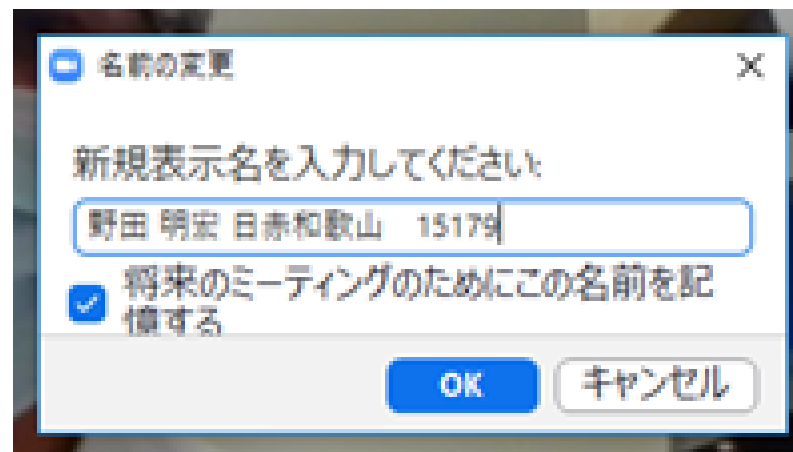 名前の変更
新規表示名を入力してください:
野田 明宏 日赤和歌山　15179
将来のミーティングのためにこの名前を記
憶する
OK
キャンセル